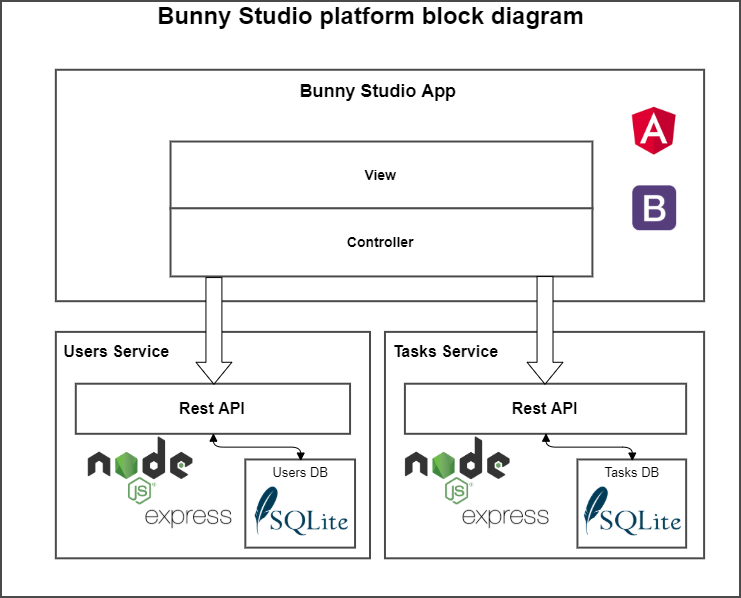 Bunny Studio platform block diagram
Bunny Studio App
A
View
B
Controller
Users Service
Tasks Service
Rest API
Rest API
node
JS
express
Users DB
SQLite
node
JS
express
Tasks DB
SQLite